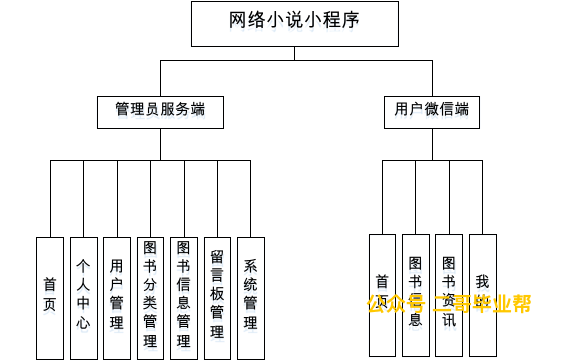 网络小说小程序
管理员服务端
用户微信端
首页
个人中心
用户管理
图书分类管理
图书信息管理
留言板管理
系统管理
首页
图书信息
图书资讯
我的
公众号 二哥毕业帮